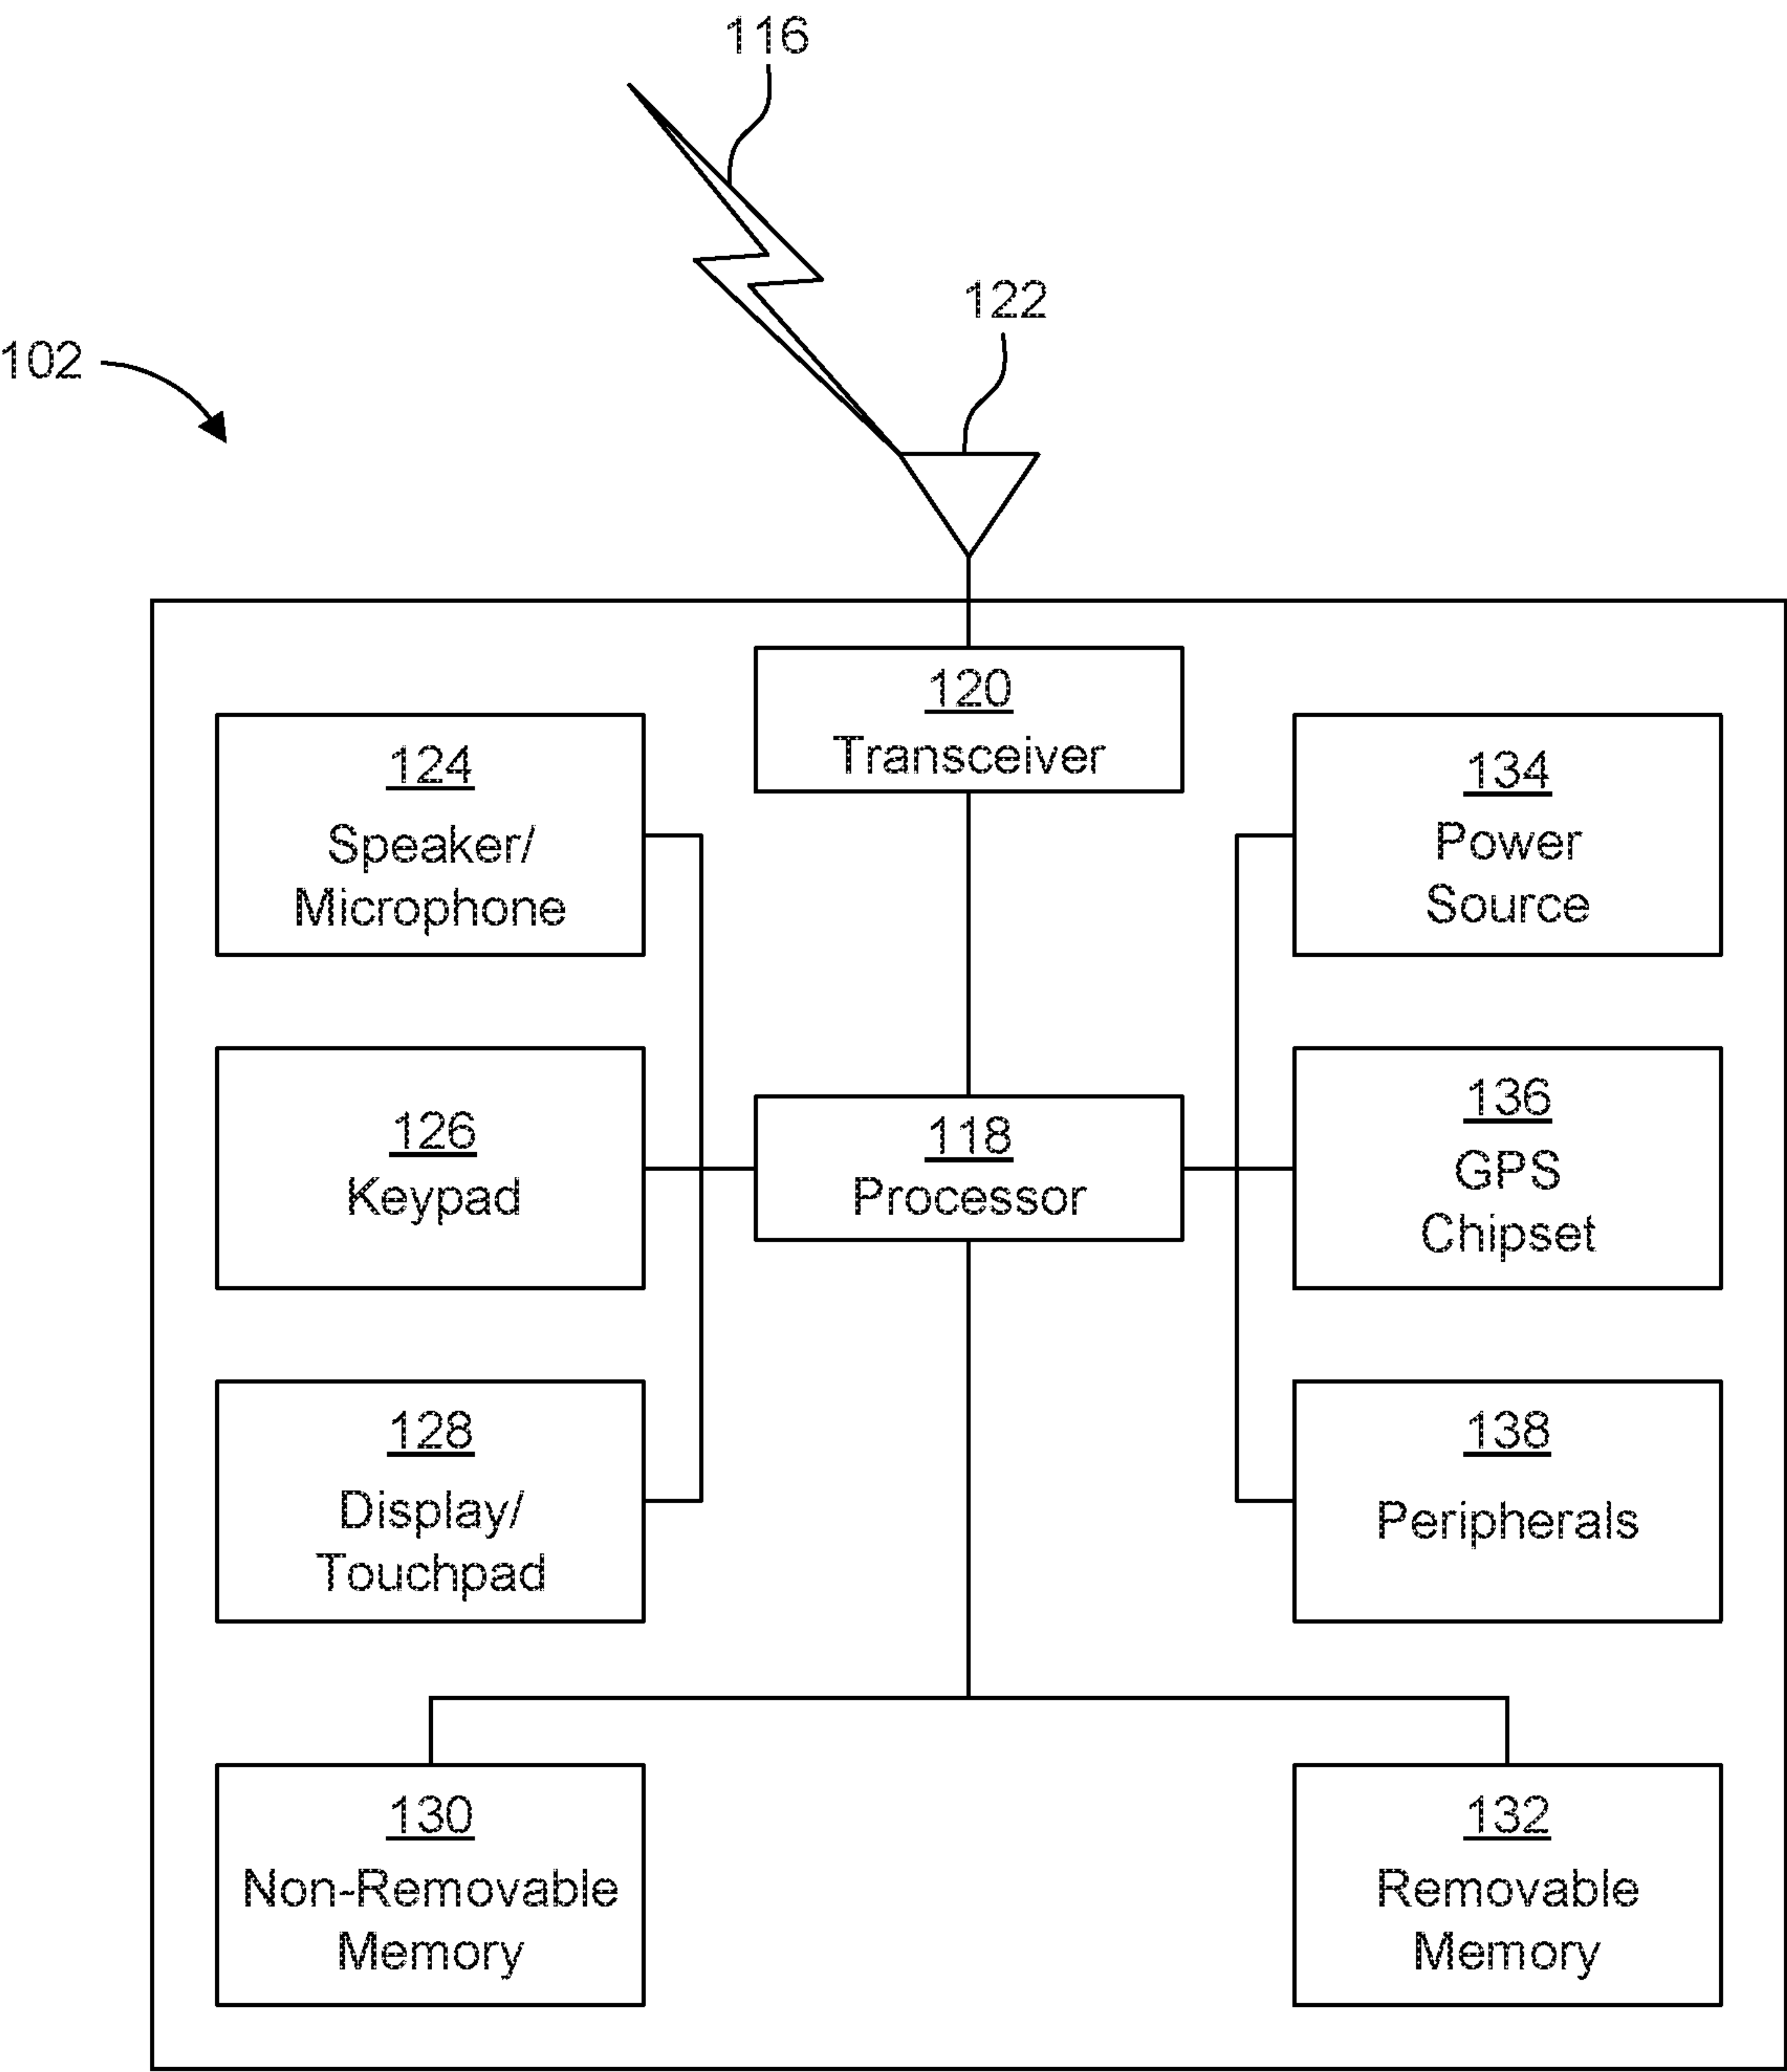 116
122
102
120
Transceiver
124
Speaker/
Microphone
134
Power
Source
126
Keypad
118
Processor
136
GPS
Chipset
128
Display/
Touchpad
138
Peripherals
130
Non-Removable
Memory
132
Removable
Memory